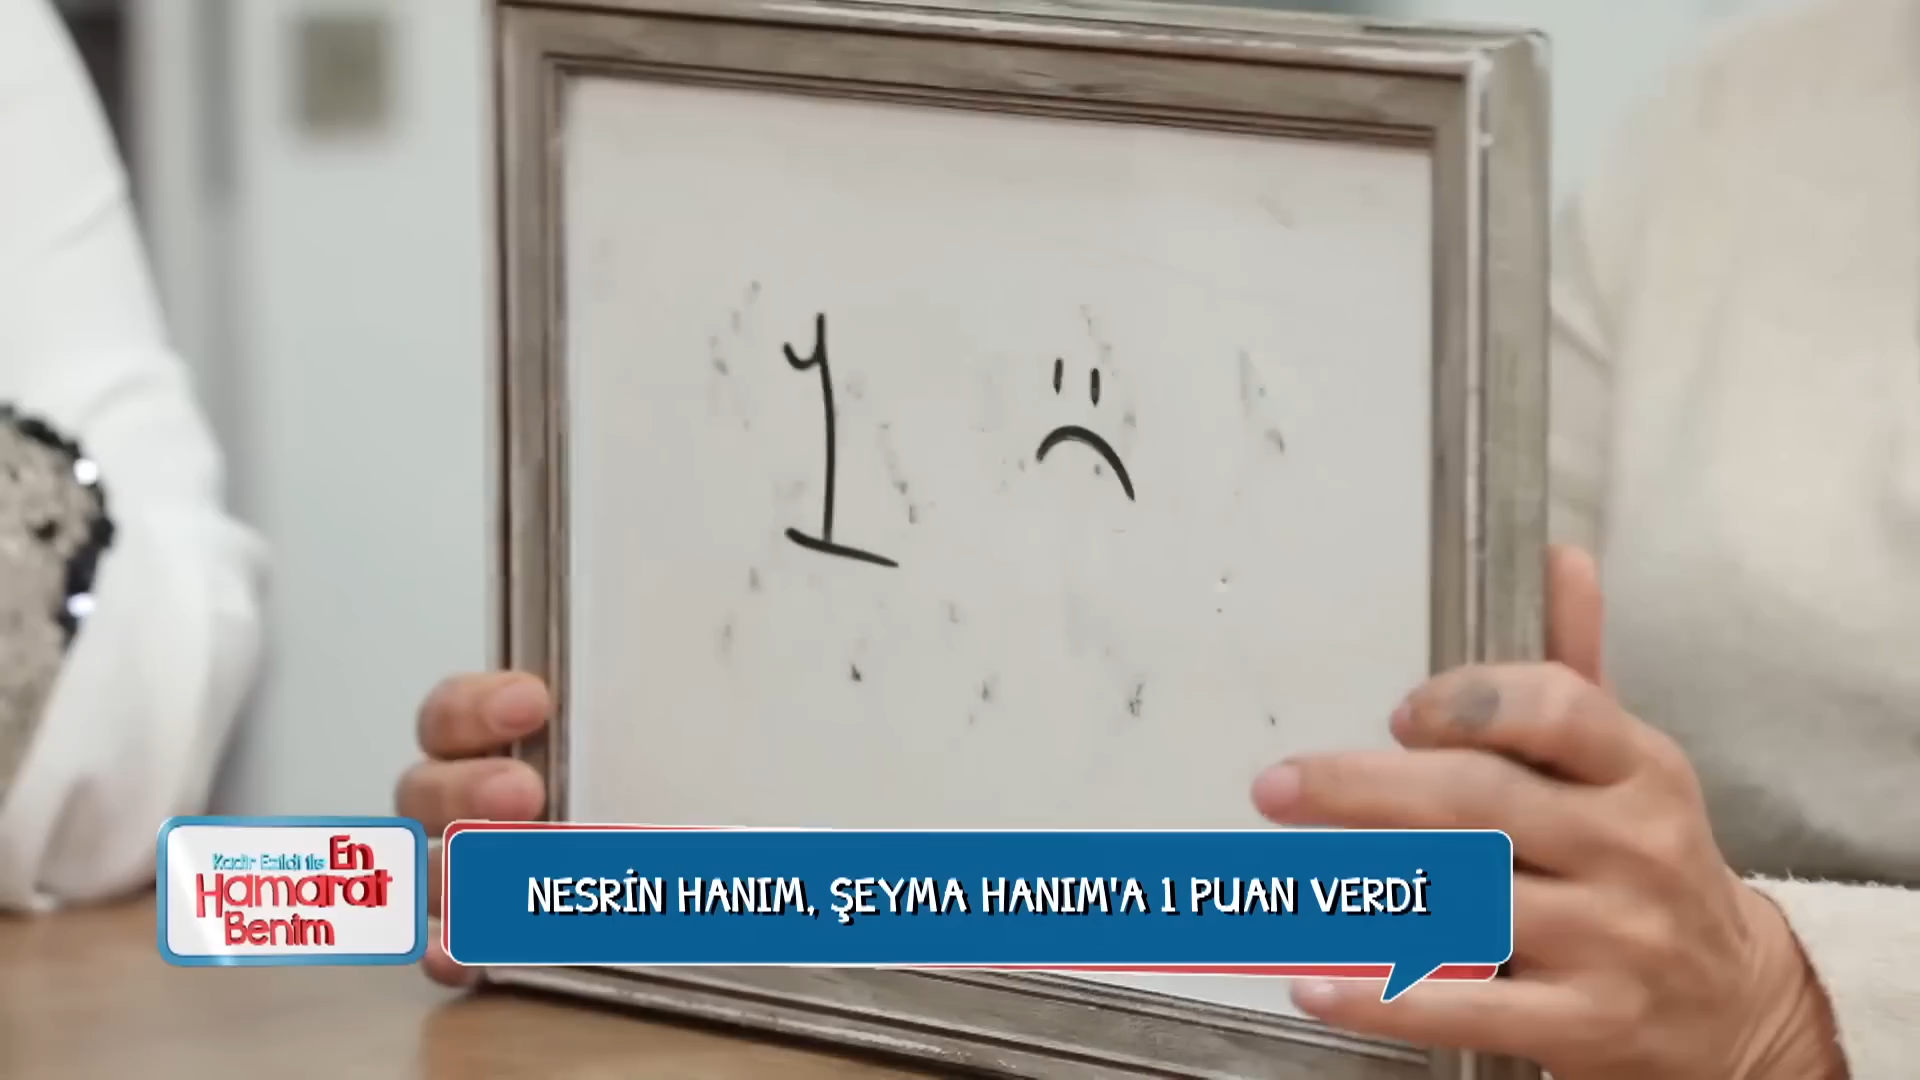 1 :(
Kadir Ezildi ile En
Hamarat
Benim
NESRİN HANIM, ŞEYMA HANIM'A 1 PUAN VERDİ